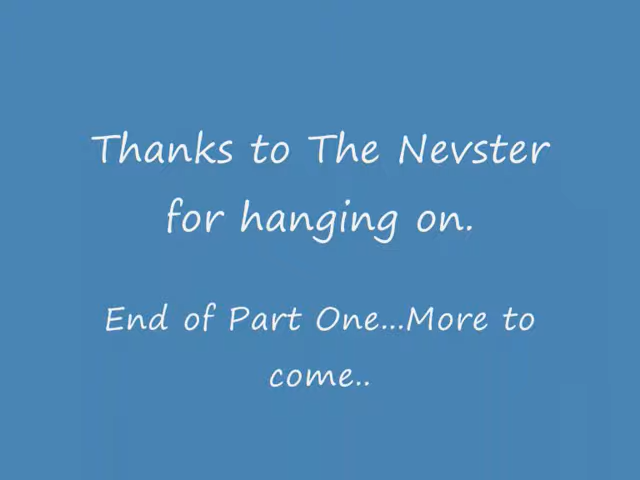 Thanks to The Nevster
for hanging on.
End of Part One...More to
come..